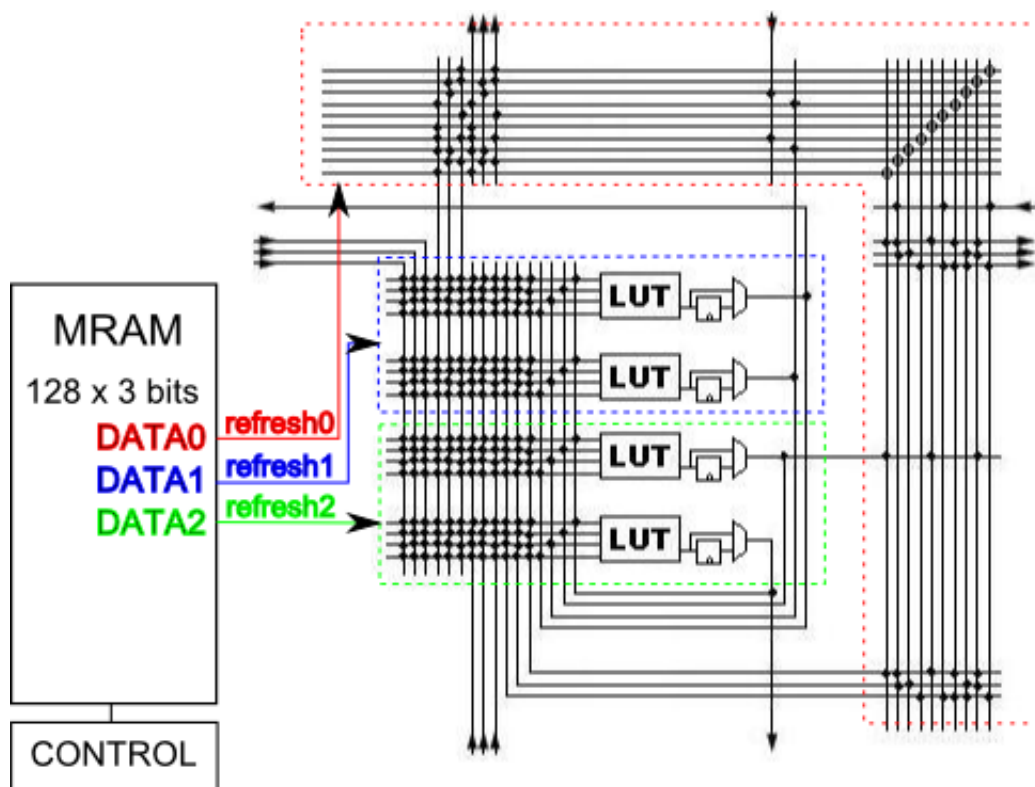 MRAM
128 x 3 bits
DATA0
refresh0
DATA1
refresh1
DATA2
refresh2
CONTROL
LUT
LUT
LUT
LUT